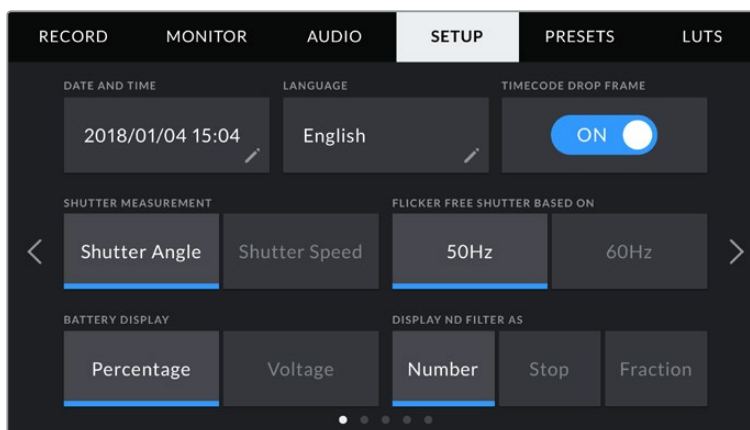 RECORD MONITOR AUDIO SETUP PRESETS LUTS
DATE AND TIME LANGUAGE TIMECODE DROP FRAME
2018/01/04 15:04 English ON
SHUTTER MEASUREMENT FLICKER FREE SHUTTER BASED ON
Shutter Angle Shutter Speed 50Hz 60Hz
BATTERY DISPLAY DISPLAY ND FILTER AS
Percentage Voltage Number Stop Fraction